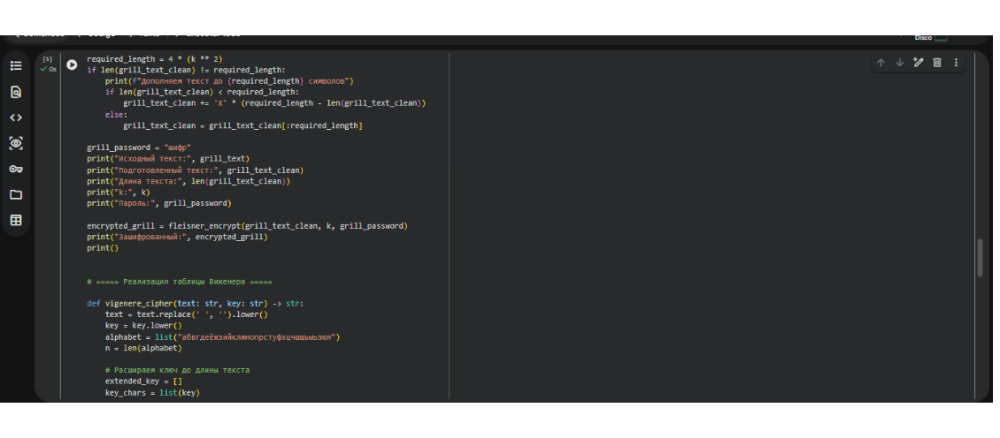 Disco
[5]
0s
required_length = 4 * (k ** 2)
if len(grill_text_clean) != required_length:
print(f"Дополняем текст до {required_length} символов")
if len(grill_text_clean) < required_length:
grill_text_clean += 'X' * (required_length - len(grill_text_clean))
else:
grill_text_clean = grill_text_clean[:required_length]
grill_password = "шифр"
print("Исходный текст:", grill_text)
print("Подготовленный текст:", grill_text_clean)
print("Длина текста:", len(grill_text_clean))
print("k:", k)
print("Пароль:", grill_password)
encrypted_grill = fleisner_encrypt(grill_text_clean, k, grill_password)
print("Зашифрованный:", encrypted_grill)
print()
# ===== Реализация таблицы Виженера =====
def vigenere_cipher(text: str, key: str) -> str:
text = text.replace(' ', '').lower()
key = key.lower()
alphabet = list("абвгдеёжзийклмнопрстуфхцчшщъыьэюя")
n = len(alphabet)
# Расширяем ключ до длины текста
extended_key = []
key_chars = list(key)